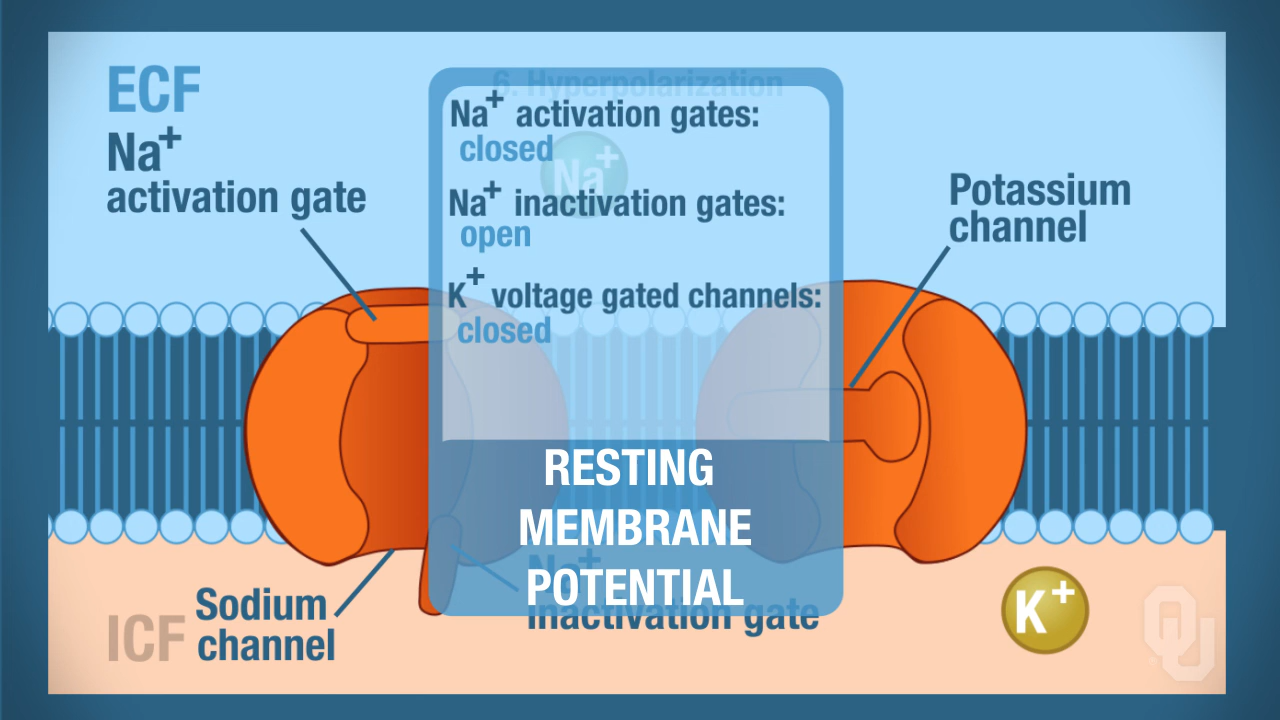 6. Hyperpolarization
ECF
Na+
activation gate
Na+ activation gates:
closed
Na+
Na+ inactivation gates:
open
K+ voltage gated channels:
closed
Potassium
channel
RESTING
MEMBRANE
POTENTIAL
Na+
inactivation gate
Sodium
channel
ICF
K+
OU